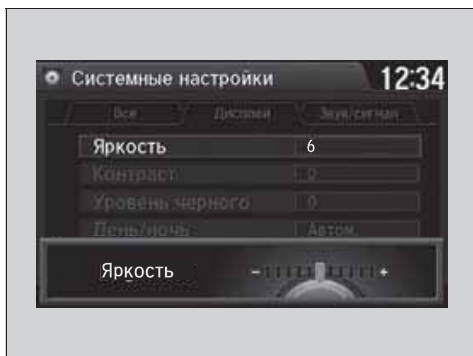 Системные настройки 12:34
Все Дисплей Звук/сигнал
Яркость 6
Контраст 0
Уровень черного 0
День/ночь Автом.
Яркость - +